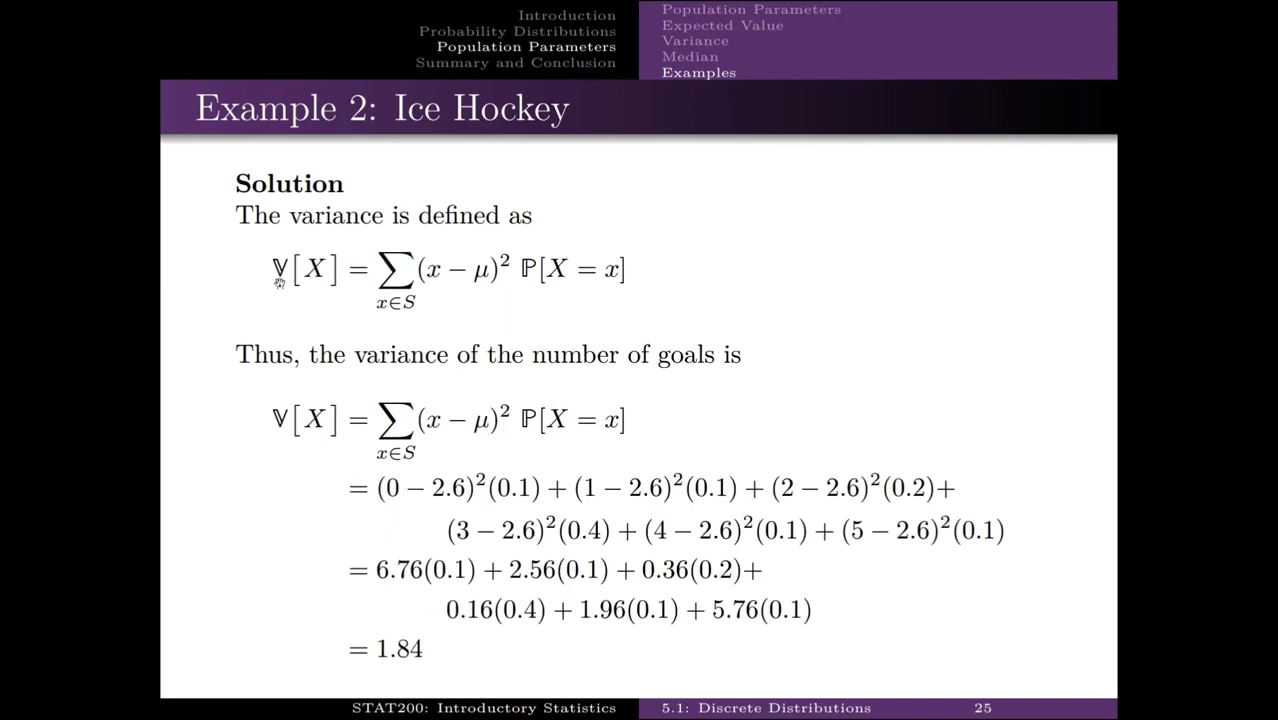 Introduction
Probability Distributions
Population Parameters
Summary and Conclusion
Population Parameters
Expected Value
Variance
Median
Examples
Example 2: Ice Hockey
Solution
The variance is defined as
𝕍[X] = ∑ (x − μ)² ℙ[X = x]
x∈S
Thus, the variance of the number of goals is
𝕍[X] = ∑ (x − μ)² ℙ[X = x]
x∈S
= (0 − 2.6)²(0.1) + (1 − 2.6)²(0.1) + (2 − 2.6)²(0.2)+
(3 − 2.6)²(0.4) + (4 − 2.6)²(0.1) + (5 − 2.6)²(0.1)
= 6.76(0.1) + 2.56(0.1) + 0.36(0.2)+
0.16(0.4) + 1.96(0.1) + 5.76(0.1)
= 1.84
STAT200: Introductory Statistics
5.1: Discrete Distributions
25